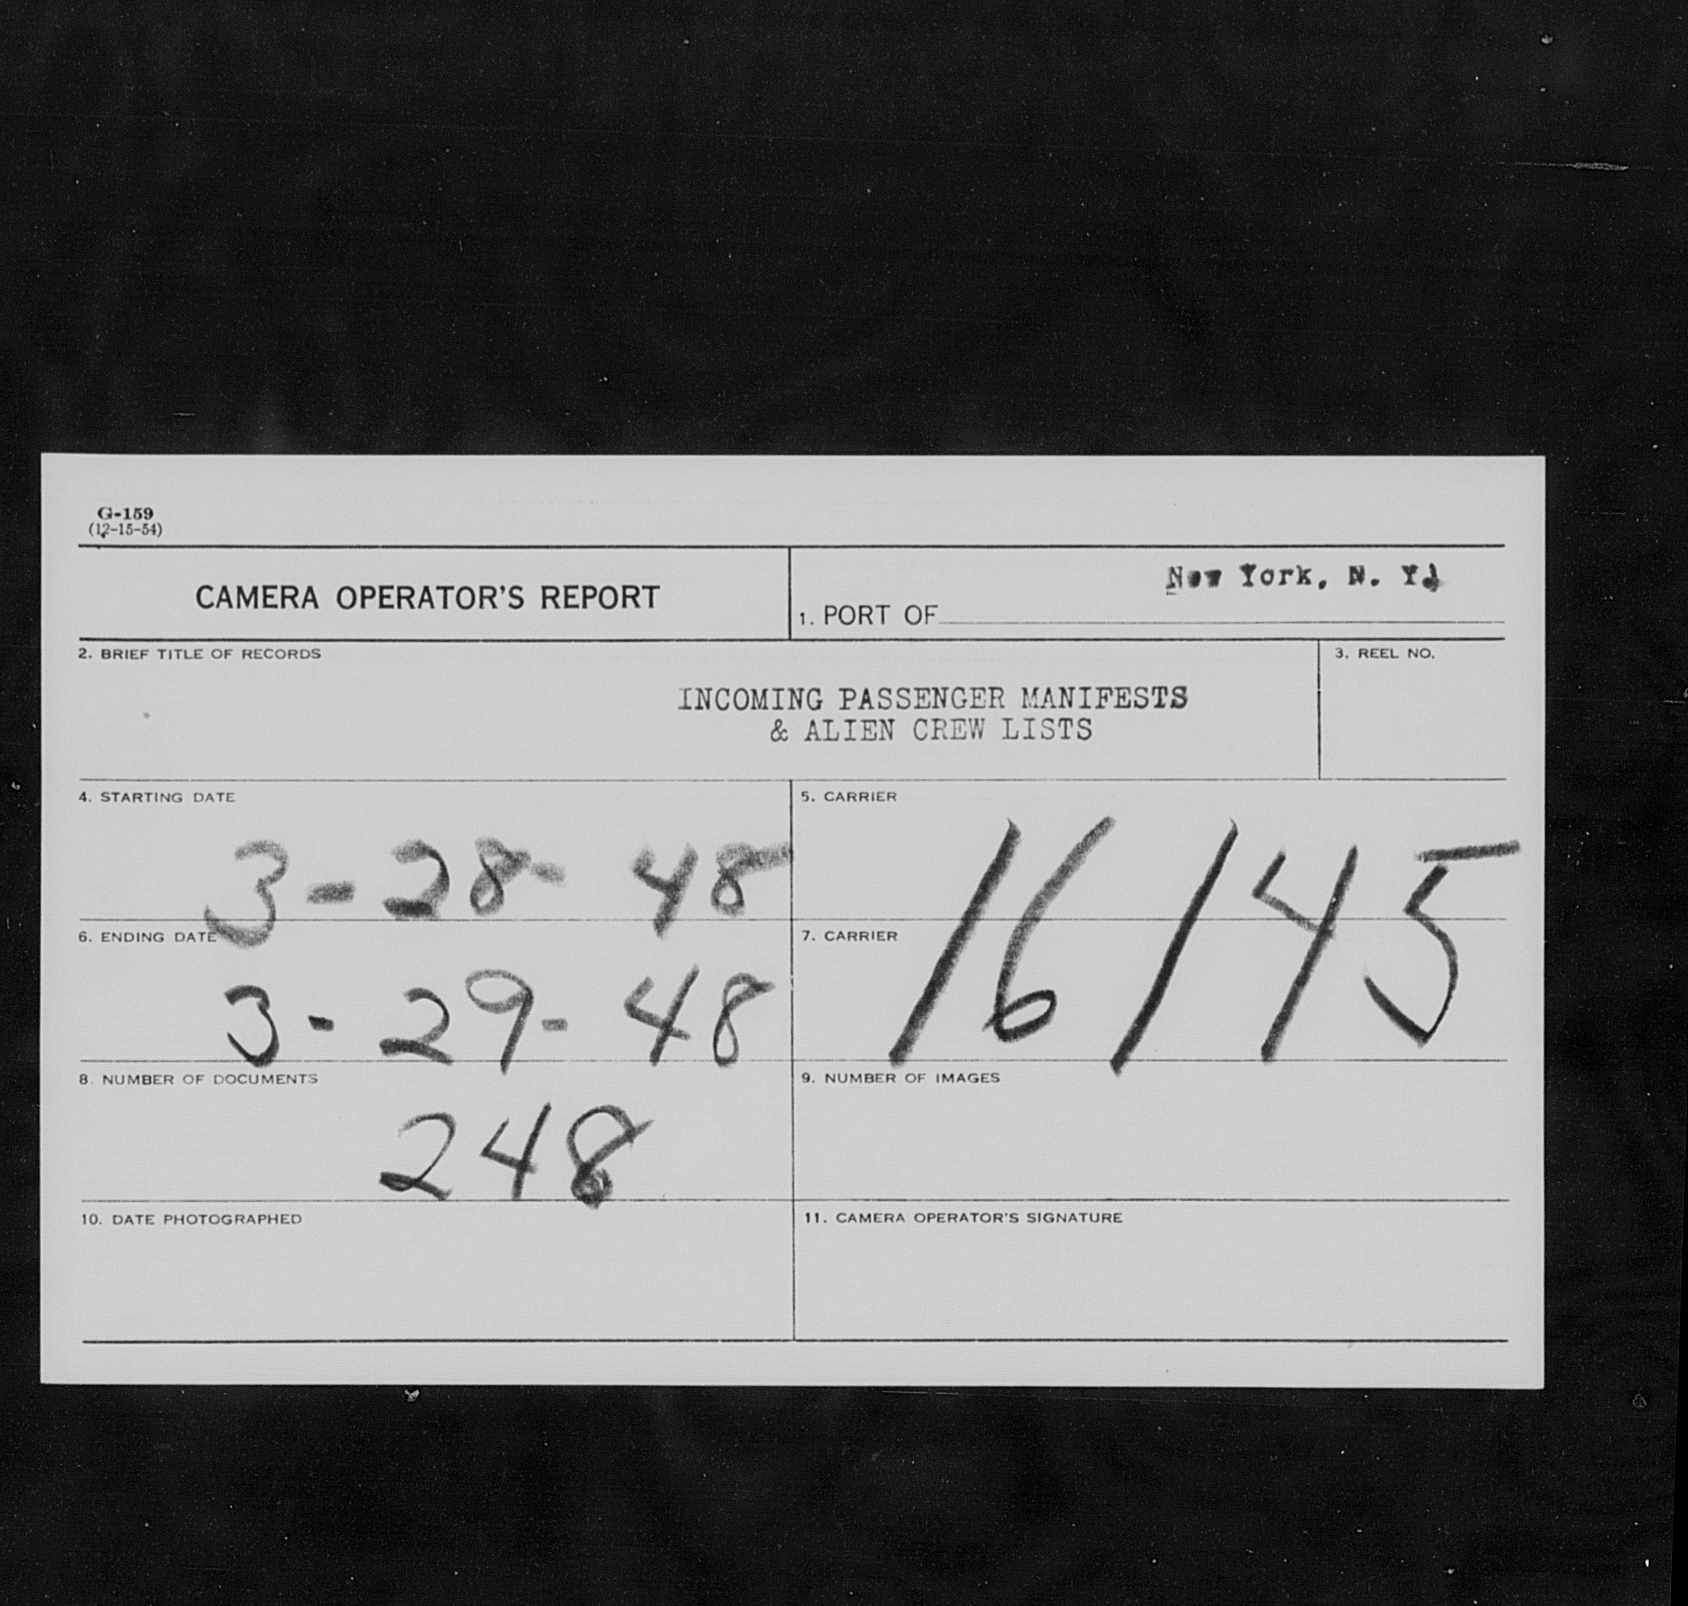 G-159
(12-15-54)
CAMERA OPERATOR'S REPORT
1. PORT OF New York, N. Y.
2. BRIEF TITLE OF RECORDS
INCOMING PASSENGER MANIFESTS
& ALIEN CREW LISTS
3. REEL NO.
4. STARTING DATE
3-28-48
5. CARRIER
16145
6. ENDING DATE
3-29-48
7. CARRIER
8. NUMBER OF DOCUMENTS
248
9. NUMBER OF IMAGES
10. DATE PHOTOGRAPHED
11. CAMERA OPERATOR'S SIGNATURE